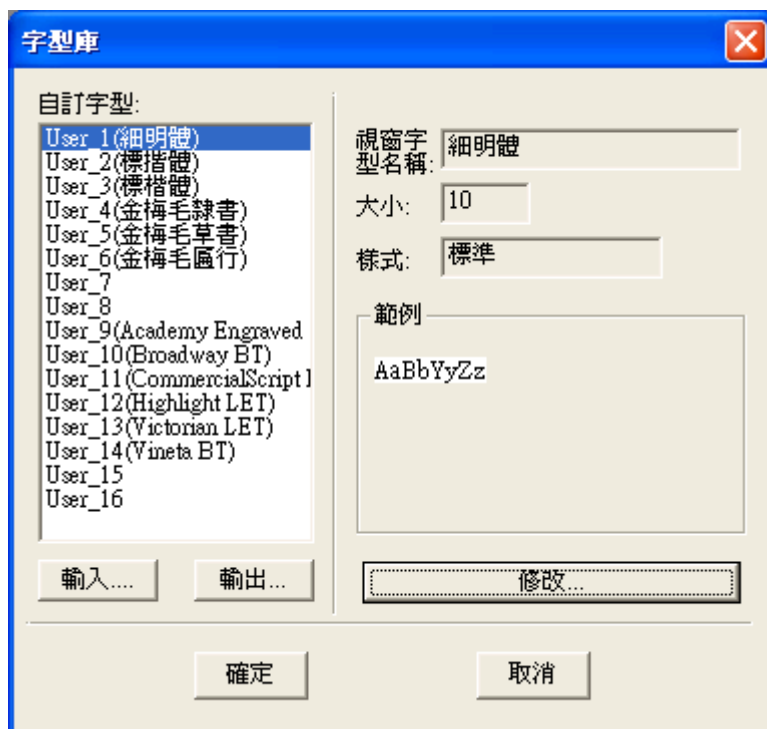 字型庫
自訂字型:
User_1(細明體)
User_2(標楷體)
User_3(標楷體)
User_4(金梅毛隸書)
User_5(金梅毛草書)
User_6(金梅毛匾行)
User_7
User_8
User_9(Academy Engraved
User_10(Broadway BT)
User_11(CommercialScript
User_12(Highlight LET)
User_13(Victorian LET)
User_14(Vineta BT)
User_15
User_16
輸入....
輸出...
視窗字
型名稱:
細明體
大小:
10
樣式:
標準
範例
AaBbYyZz
修改...
確定
取消